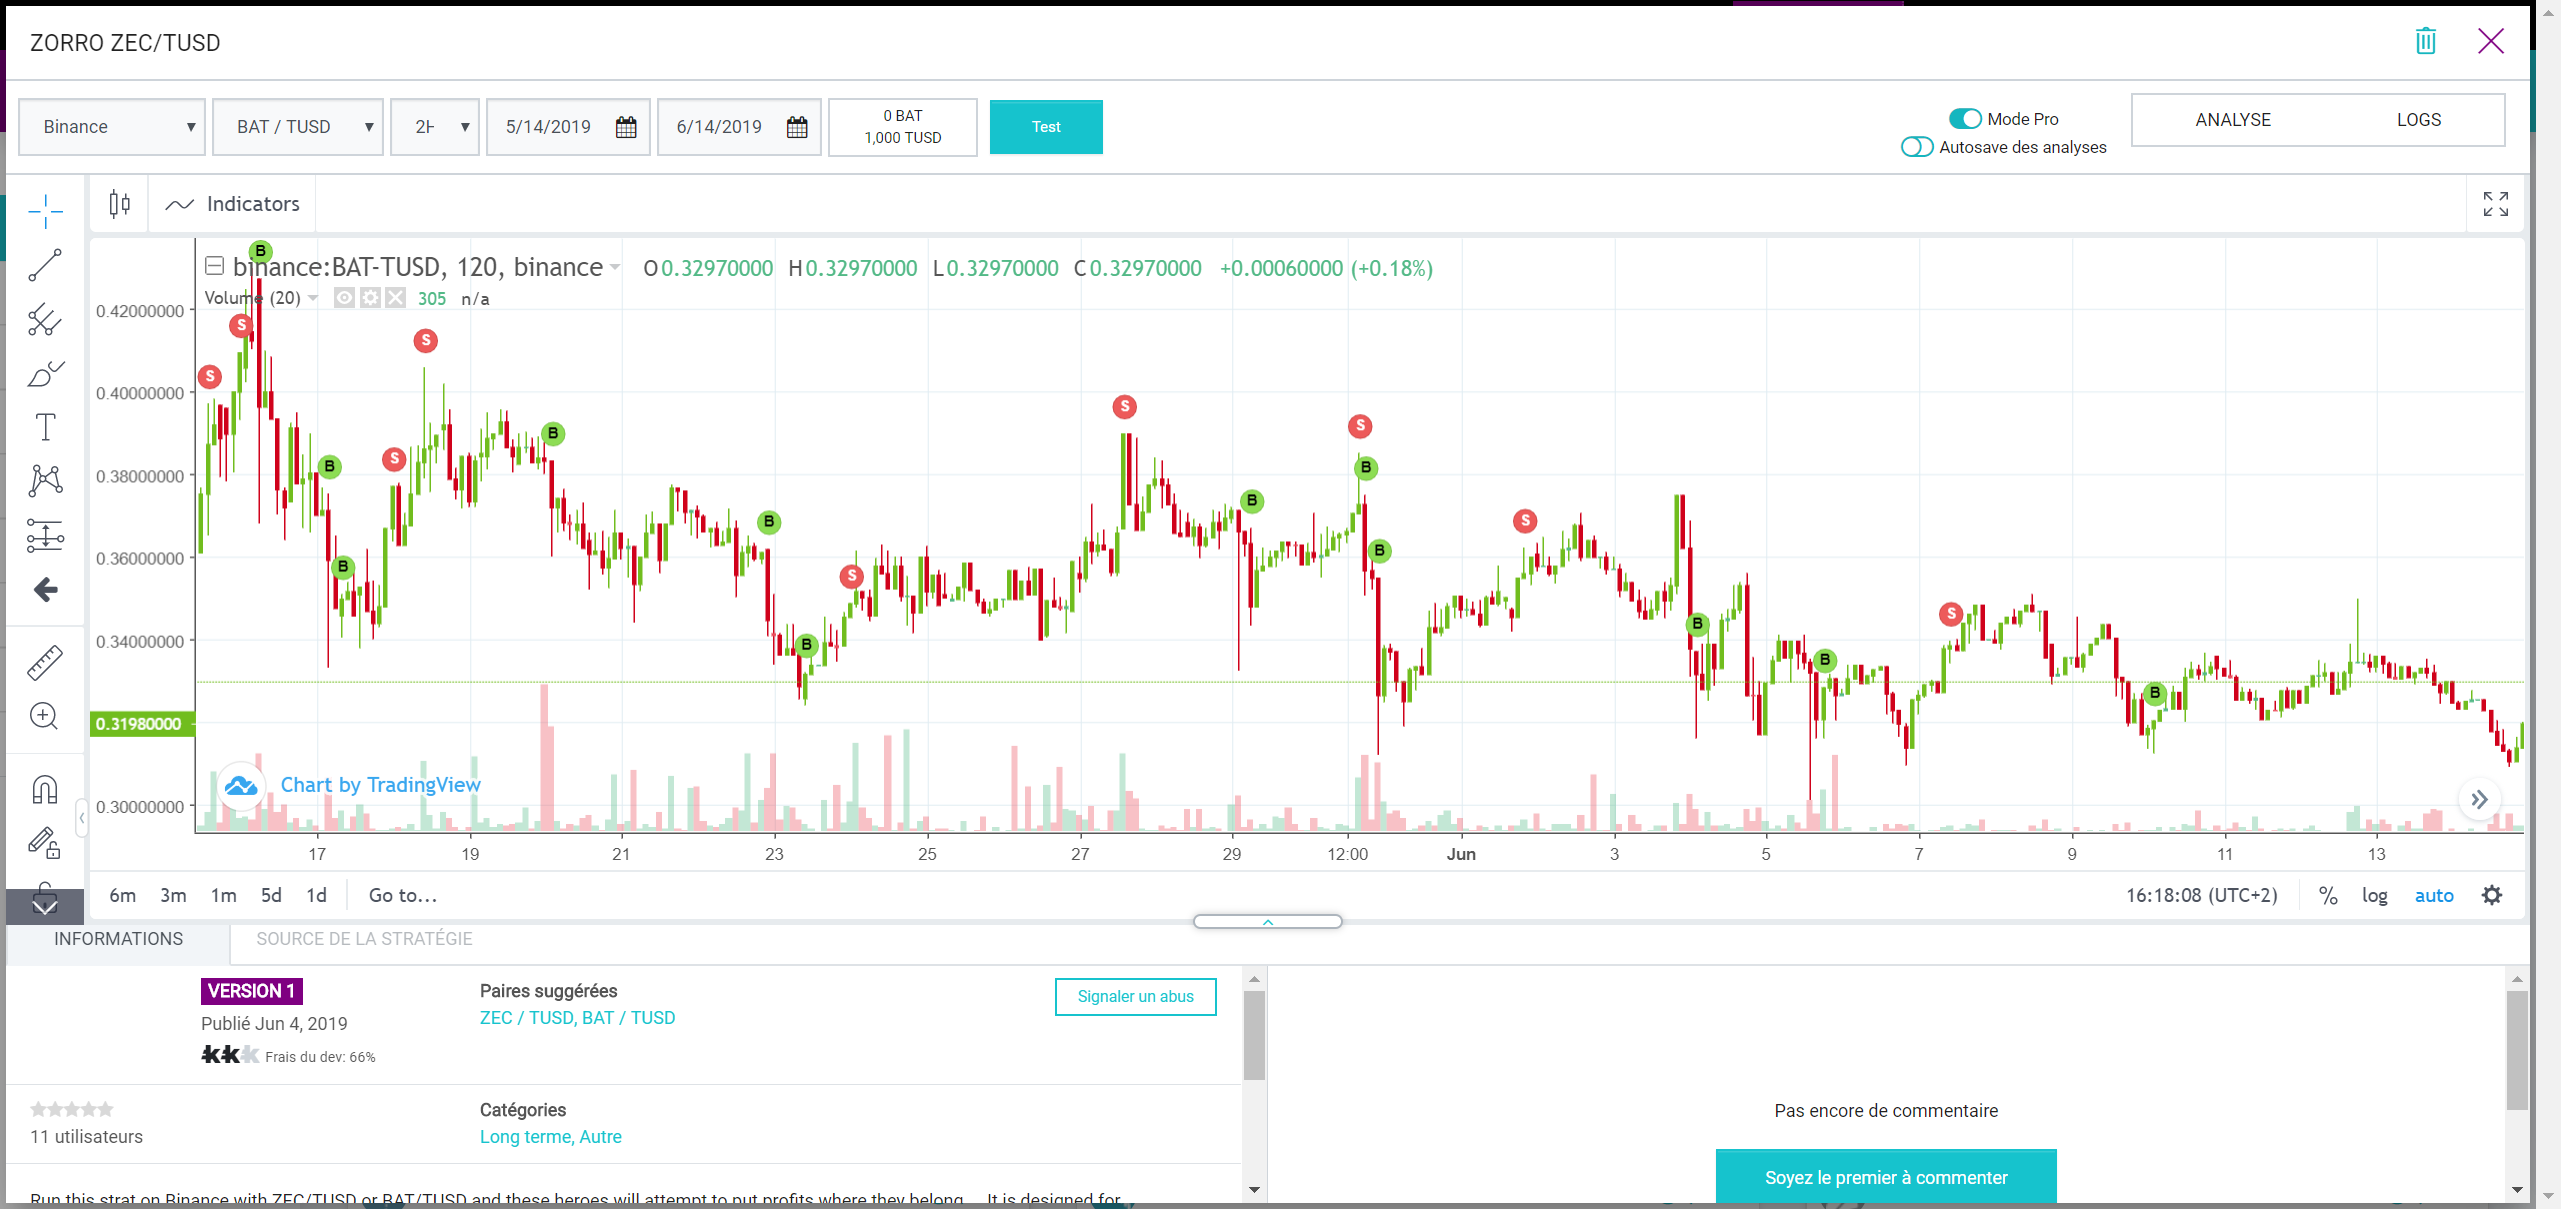 ZORRO ZEC/TUSD
Binance
BAT / TUSD
5/14/2019
6/14/2019
0 BAT
1,000 TUSD
Test
Mode Pro
Autosave des analyses
ANALYSE
LOGS
Indicators
binance:BAT-TUSD, 120, binance
O 0.32970000 H 0.32970000 L 0.32970000 C 0.32970000 +0.00060000 (+0.18%)
Volume (20) 305 n/a
0.42000000
0.40000000
0.38000000
0.36000000
0.34000000
0.31980000
0.30000000
S
S
B
B
B
S
S
B
B
B
S
S
B
S
B
B
S
B
B
S
B
Chart by TradingView
17 19 21 23 25 27 29 12:00 Jun 3 5 7 9 11 13
6m 3m 1m 5d 1d Go to...
16:18:08 (UTC+2) % log auto
INFORMATIONS
SOURCE DE LA STRATÉGIE
VERSION 1
Publié Jun 4, 2019
Frais du dev: 66%
Paires suggérées
ZEC / TUSD, BAT / TUSD
Signaler un abus
11 utilisateurs
Catégories
Long terme, Autre
Run this strat on Binance with ZEC/TUSD or BAT/TUSD and these heroes will attempt to put profits where they belong... It is designed for
Pas encore de commentaire
Soyez le premier à commenter